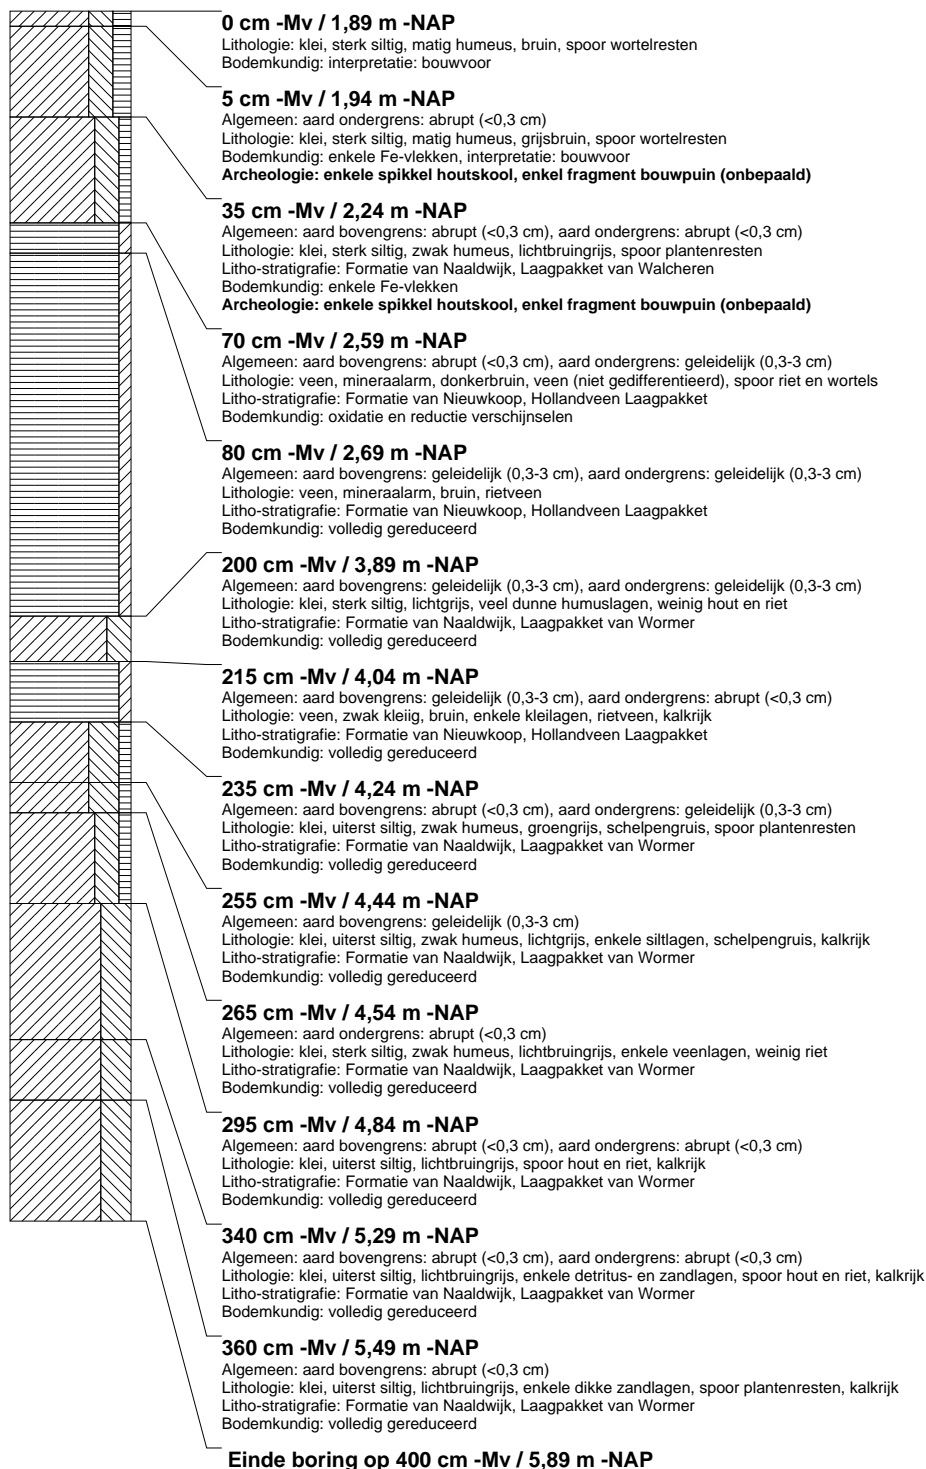 0 cm -Mv / 1,89 m -NAP
Lithologie: klei, sterk siltig, matig humeus, bruin, spoor wortelresten
Bodemkundig: interpretatie: bouwvoor
5 cm -Mv / 1,94 m -NAP
Algemeen: aard ondergrens: abrupt (<0,3 cm)
Lithologie: klei, sterk siltig, matig humeus, grijsbruin, spoor wortelresten
Bodemkundig: enkele Fe-vlekken, interpretatie: bouwvoor
Archeologie: enkele spikkel houtskool, enkel fragment bouwpuin (onbepaald)
35 cm -Mv / 2,24 m -NAP
Algemeen: aard bovengrens: abrupt (<0,3 cm), aard ondergrens: abrupt (<0,3 cm)
Lithologie: klei, sterk siltig, zwak humeus, lichtbruingrijs, spoor plantenresten
Litho-stratigrafie: Formatie van Naaldwijk, Laagpakket van Walcheren
Bodemkundig: enkele Fe-vlekken
Archeologie: enkele spikkel houtskool, enkel fragment bouwpuin (onbepaald)
70 cm -Mv / 2,59 m -NAP
Algemeen: aard bovengrens: abrupt (<0,3 cm), aard ondergrens: geleidelijk (0,3-3 cm)
Lithologie: veen, mineraalarm, donkerbruin, veen (niet gedifferentieerd), spoor riet en wortels
Litho-stratigrafie: Formatie van Nieuwkoop, Hollandveen Laagpakket
Bodemkundig: oxidatie en reductie verschijnselen
80 cm -Mv / 2,69 m -NAP
Algemeen: aard bovengrens: geleidelijk (0,3-3 cm), aard ondergrens: geleidelijk (0,3-3 cm)
Lithologie: veen, mineraalarm, bruin, rietveen
Litho-stratigrafie: Formatie van Nieuwkoop, Hollandveen Laagpakket
Bodemkundig: volledig gereduceerd
200 cm -Mv / 3,89 m -NAP
Algemeen: aard bovengrens: geleidelijk (0,3-3 cm), aard ondergrens: geleidelijk (0,3-3 cm)
Lithologie: klei, sterk siltig, lichtgrijs, veel dunne humuslagen, weinig hout en riet
Litho-stratigrafie: Formatie van Naaldwijk, Laagpakket van Wormer
Bodemkundig: volledig gereduceerd
215 cm -Mv / 4,04 m -NAP
Algemeen: aard bovengrens: geleidelijk (0,3-3 cm), aard ondergrens: abrupt (<0,3 cm)
Lithologie: veen, zwak kleiig, bruin, enkele kleilagen, rietveen, kalkrijk
Litho-stratigrafie: Formatie van Nieuwkoop, Hollandveen Laagpakket
Bodemkundig: volledig gereduceerd
235 cm -Mv / 4,24 m -NAP
Algemeen: aard bovengrens: abrupt (<0,3 cm), aard ondergrens: geleidelijk (0,3-3 cm)
Lithologie: klei, uiterst siltig, zwak humeus, groengrijs, schelpengruis, spoor plantenresten
Litho-stratigrafie: Formatie van Naaldwijk, Laagpakket van Wormer
Bodemkundig: volledig gereduceerd
255 cm -Mv / 4,44 m -NAP
Algemeen: aard bovengrens: geleidelijk (0,3-3 cm)
Lithologie: klei, uiterst siltig, zwak humeus, lichtgrijs, enkele siltlagen, schelpengruis, kalkrijk
Litho-stratigrafie: Formatie van Naaldwijk, Laagpakket van Wormer
Bodemkundig: volledig gereduceerd
265 cm -Mv / 4,54 m -NAP
Algemeen: aard ondergrens: abrupt (<0,3 cm)
Lithologie: klei, sterk siltig, zwak humeus, lichtbruingrijs, enkele veenlagen, weinig riet
Litho-stratigrafie: Formatie van Naaldwijk, Laagpakket van Wormer
Bodemkundig: volledig gereduceerd
295 cm -Mv / 4,84 m -NAP
Algemeen: aard bovengrens: abrupt (<0,3 cm), aard ondergrens: abrupt (<0,3 cm)
Lithologie: klei, uiterst siltig, lichtbruingrijs, spoor hout en riet, kalkrijk
Litho-stratigrafie: Formatie van Naaldwijk, Laagpakket van Wormer
Bodemkundig: volledig gereduceerd
340 cm -Mv / 5,29 m -NAP
Algemeen: aard bovengrens: abrupt (<0,3 cm), aard ondergrens: abrupt (<0,3 cm)
Lithologie: klei, uiterst siltig, lichtbruingrijs, enkele detritus- en zandlagen, spoor hout en riet, kalkrijk
Litho-stratigrafie: Formatie van Naaldwijk, Laagpakket van Wormer
Bodemkundig: volledig gereduceerd
360 cm -Mv / 5,49 m -NAP
Algemeen: aard bovengrens: abrupt (<0,3 cm)
Lithologie: klei, uiterst siltig, lichtbruingrijs, enkele dikke zandlagen, spoor plantenresten, kalkrijk
Litho-stratigrafie: Formatie van Naaldwijk, Laagpakket van Wormer
Bodemkundig: volledig gereduceerd
Einde boring op 400 cm -Mv / 5,89 m -NAP